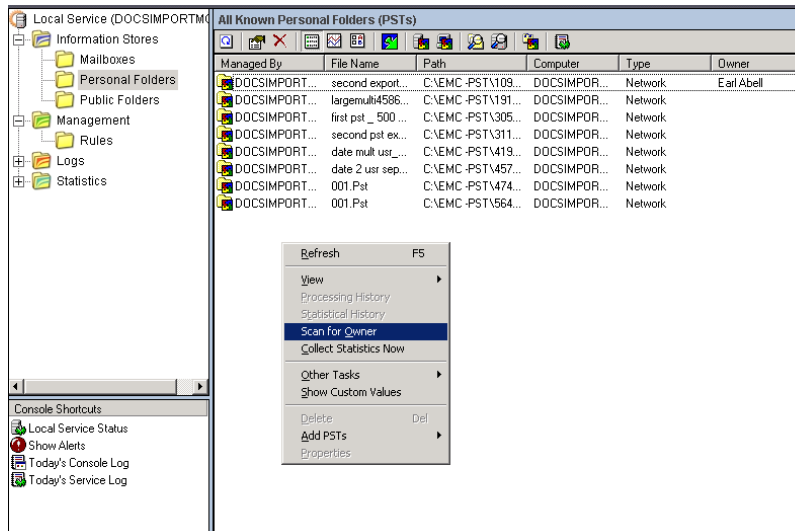 Local Service (DOCSIMPORTM
Information Stores
Mailboxes
Personal Folders
Public Folders
Management
Rules
Logs
Statistics
All Known Personal Folders (PSTs)
Managed By File Name Path Computer Type Owner
DOCSIMPORT... second export... C:\EMC -PST\109... DOCSIMPOR... Network Earl Abell
DOCSIMPORT... largemulti4586... C:\EMC -PST\191... DOCSIMPOR... Network
DOCSIMPORT... first pst _ 500 ... C:\EMC -PST\305... DOCSIMPOR... Network
DOCSIMPORT... second pst ex... C:\EMC -PST\311... DOCSIMPOR... Network
DOCSIMPORT... date mult usr_... C:\EMC -PST\419... DOCSIMPOR... Network
DOCSIMPORT... date 2 usr sep... C:\EMC -PST\457... DOCSIMPOR... Network
DOCSIMPORT... 001.Pst C:\EMC -PST\474... DOCSIMPOR... Network
DOCSIMPORT... 001.Pst C:\EMC -PST\564... DOCSIMPOR... Network
Refresh F5
View
Processing History
Statistical History
Scan for Owner
Collect Statistics Now
Other Tasks
Show Custom Values
Delete Del
Add PSTs
Properties
Console Shortcuts
Local Service Status
Show Alerts
Today's Console Log
Today's Service Log